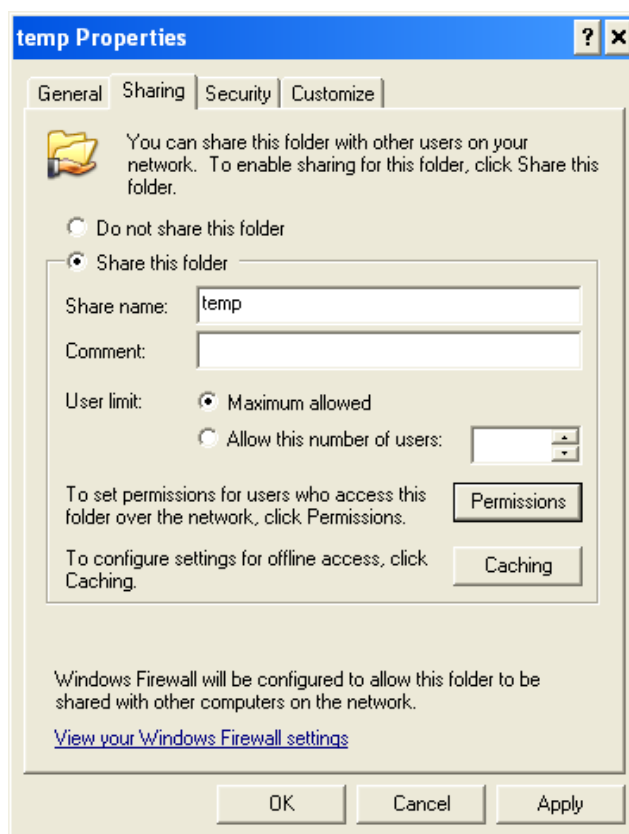 temp Properties
General Sharing Security Customize
You can share this folder with other users on your
network. To enable sharing for this folder, click Share this
folder.
Do not share this folder
Share this folder
Share name: temp
Comment:
User limit: Maximum allowed
Allow this number of users:
To set permissions for users who access this
folder over the network, click Permissions.
Permissions
To configure settings for offline access, click
Caching.
Caching
Windows Firewall will be configured to allow this folder to be
shared with other computers on the network.
View your Windows Firewall settings
OK Cancel Apply